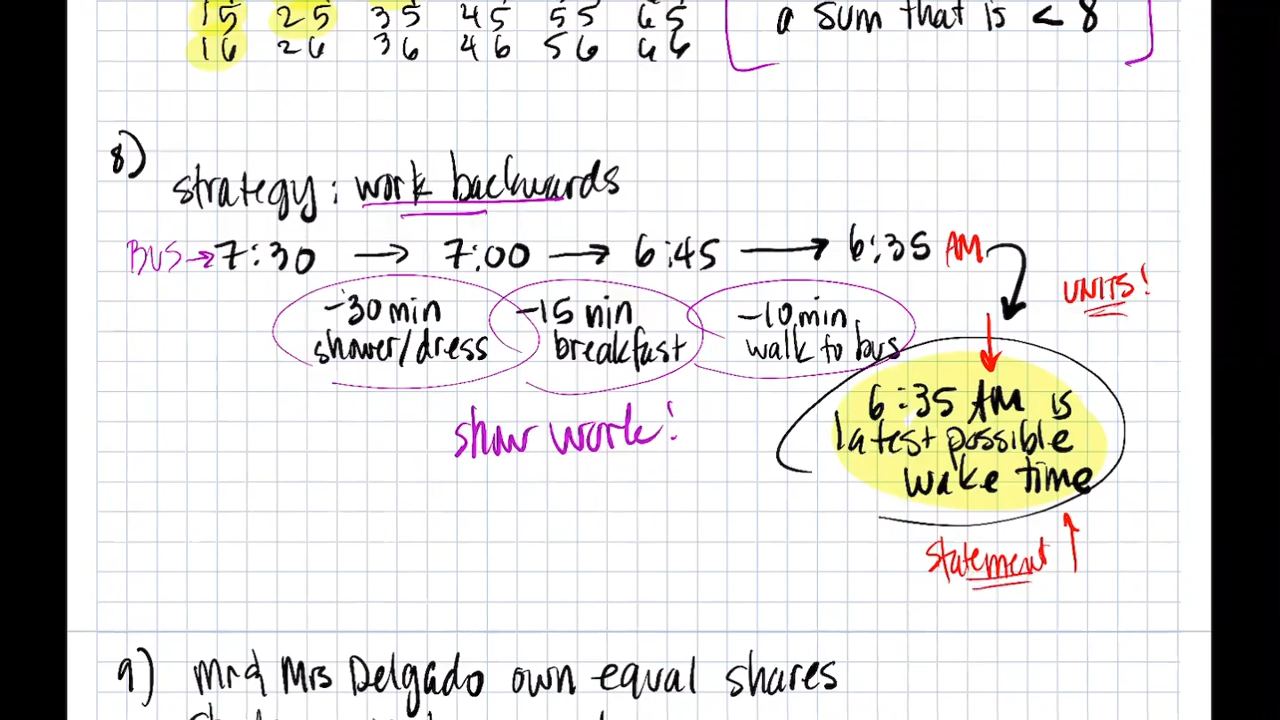 15 25 35 45 55 65
a sum that is < 8
16 26 36 46 56 66
8)
strategy: work backwards
BUS → 7:30 → 7:00 → 6:45 → 6:35 AM
UNITS!
-30 min -15 min -10 min
shower/dress breakfast walk to bus
6:35 AM is
latest possible
wake time
show work!
statement ↑
9) Mr & Mrs Delgado own equal shares